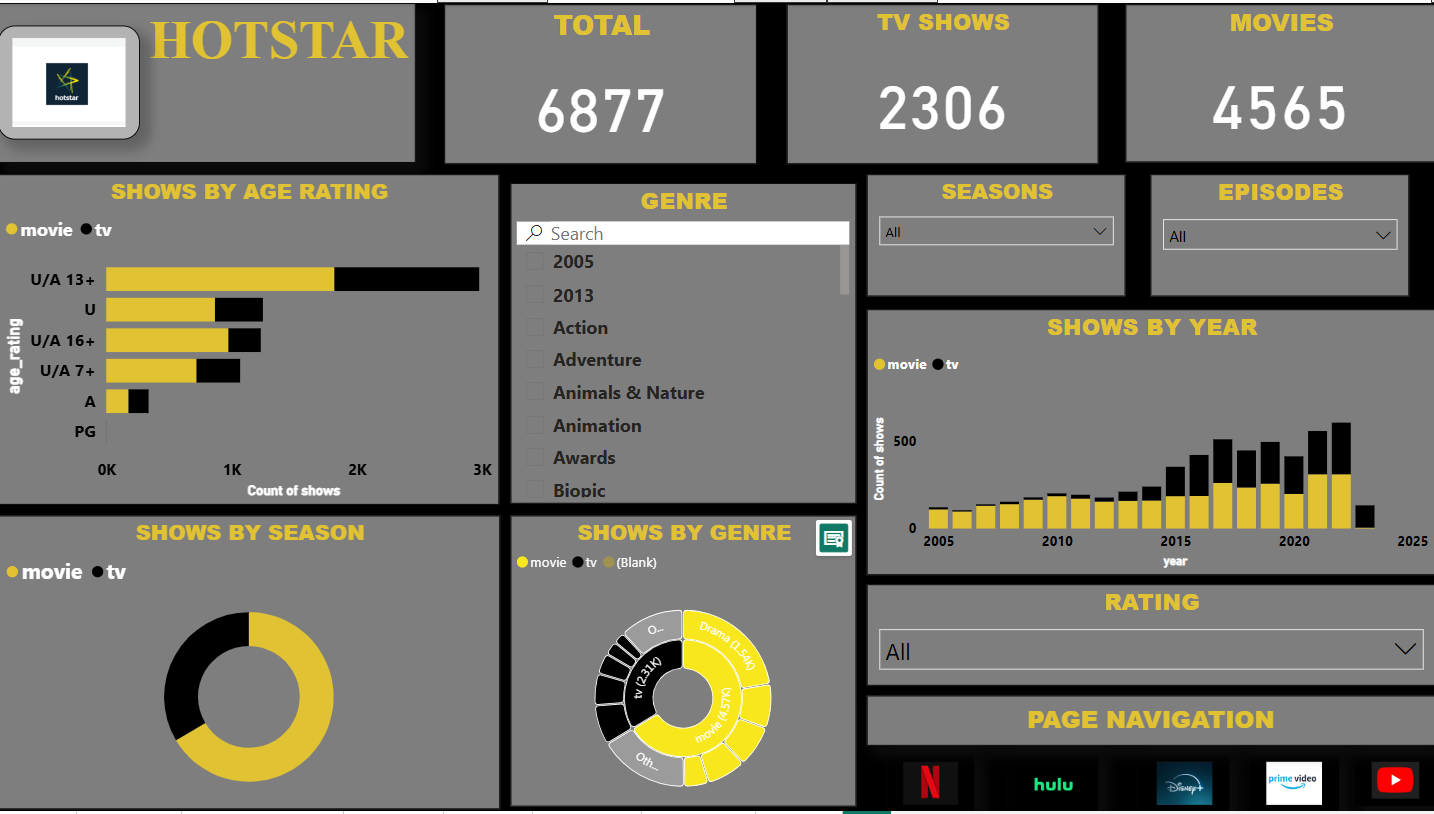 HOTSTAR
hotstar
TOTAL
6877
TV SHOWS
2306
MOVIES
4565
SHOWS BY AGE RATING
movie tv
age_rating
U/A 13+
U
U/A 16+
U/A 7+
A
PG
0K 1K 2K 3K
Count of shows
GENRE
Search
2005
2013
Action
Adventure
Animals & Nature
Animation
Awards
Biopic
SEASONS
All
EPISODES
All
SHOWS BY YEAR
movie tv
Count of shows
500
0
2005 2010 2015 2020 2025
year
SHOWS BY SEASON
movie tv
SHOWS BY GENRE
movie tv (Blank)
O...
Drama (1.54K)
tv (2.31K)
movie (4.57K)
Oth...
RATING
All
PAGE NAVIGATION
N
hulu
Disney+
prime video